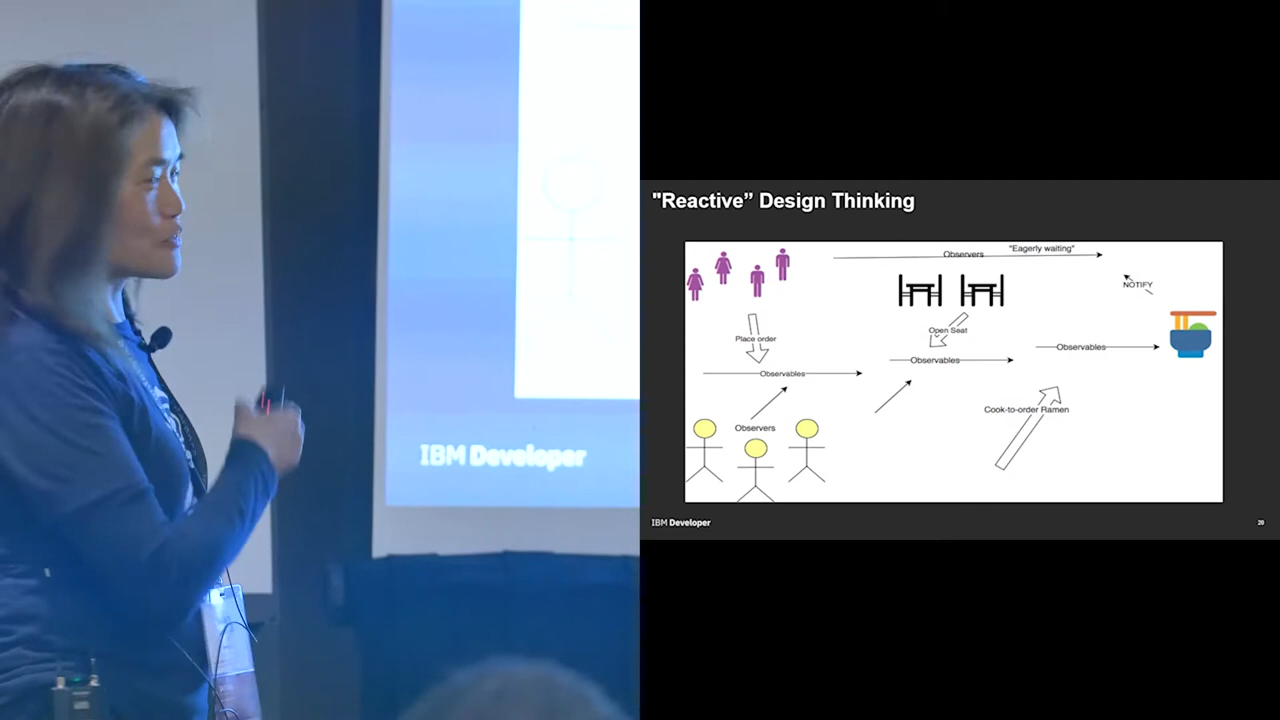 IBM Developer
"Reactive” Design Thinking
"Eagerly waiting"
Observers
NOTIFY
Open Seat
Place order
Observables
Observables
Observables
Cook-to-order Ramen
Observers
IBM Developer
20